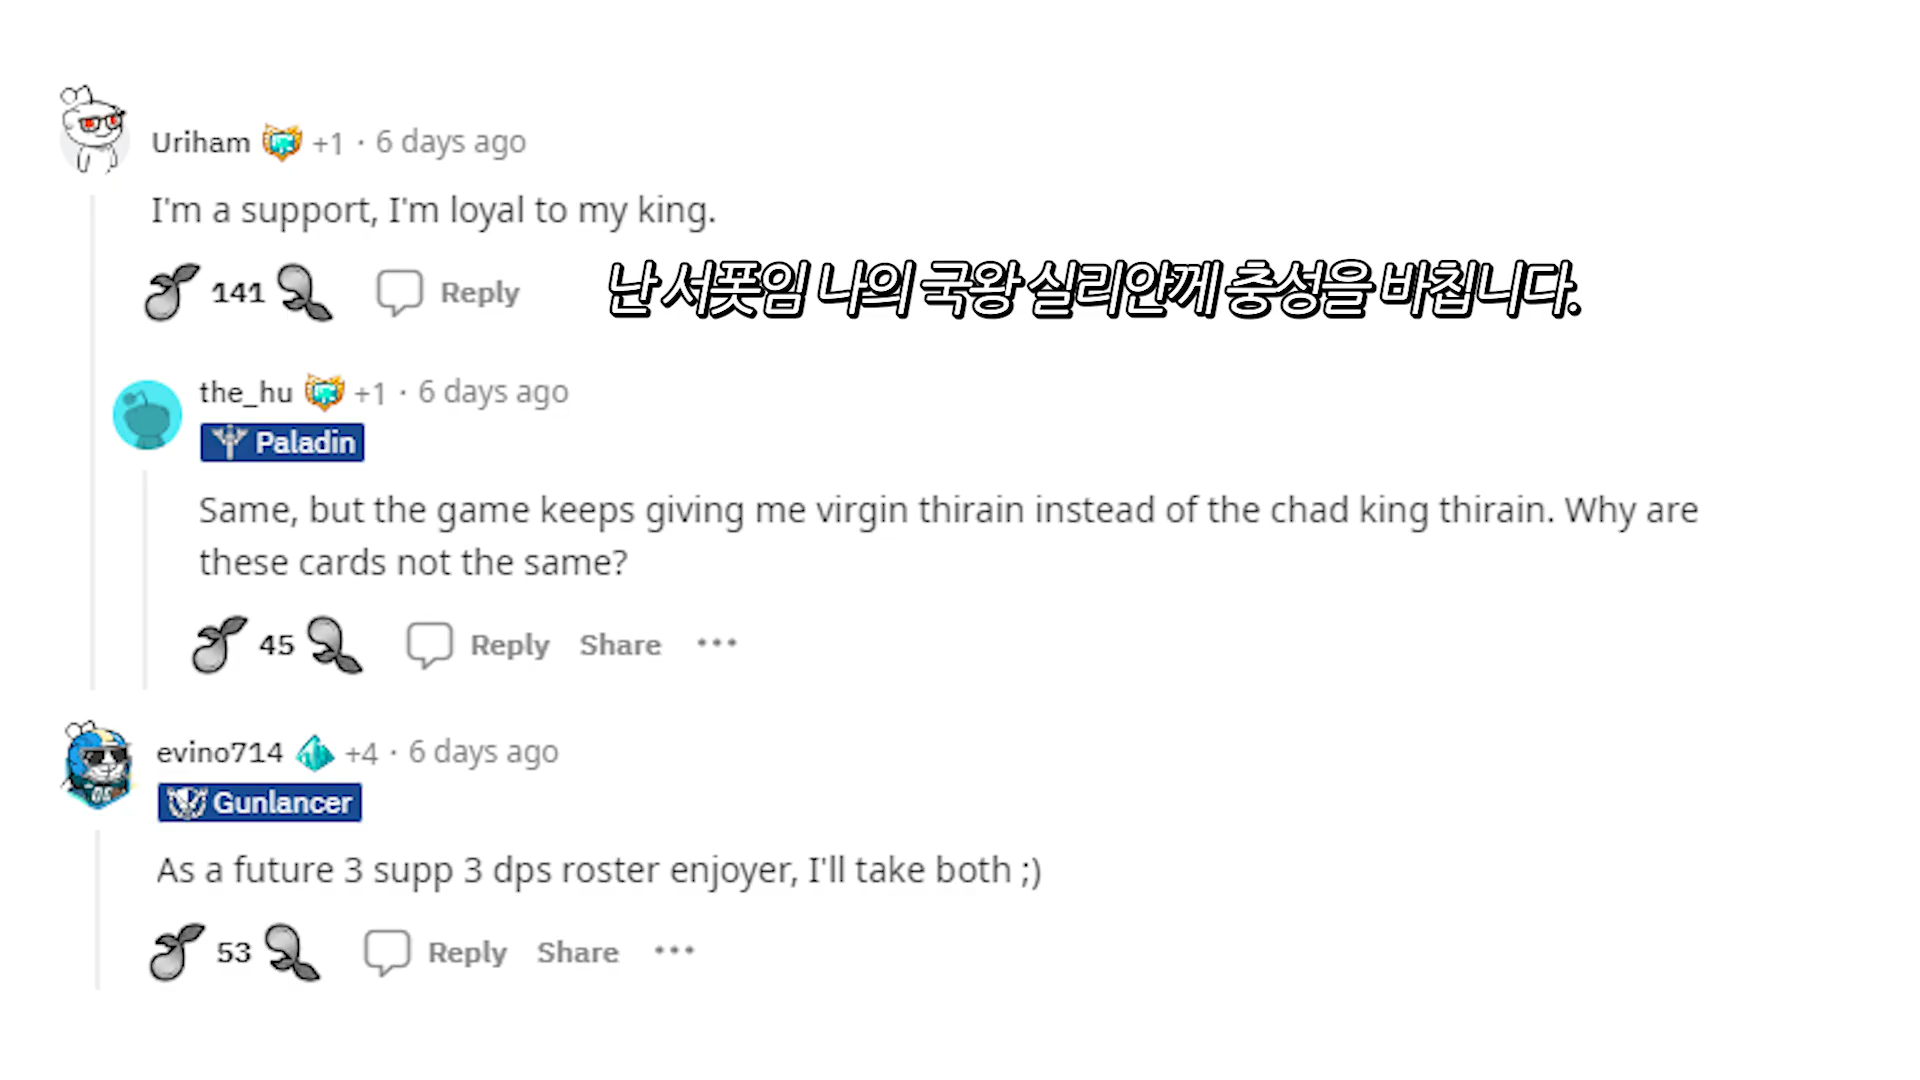 Uriham +1 · 6 days ago
I'm a support, I'm loyal to my king.
141 Reply
난 서폿임 나의 국왕 실리안께 충성을 바칩니다.
the_hu +1 · 6 days ago
Paladin
Same, but the game keeps giving me virgin thirain instead of the chad king thirain. Why are
these cards not the same?
45 Reply Share ···
evino714 +4 · 6 days ago
Gunlancer
As a future 3 supp 3 dps roster enjoyer, I'll take both ;)
53 Reply Share ···